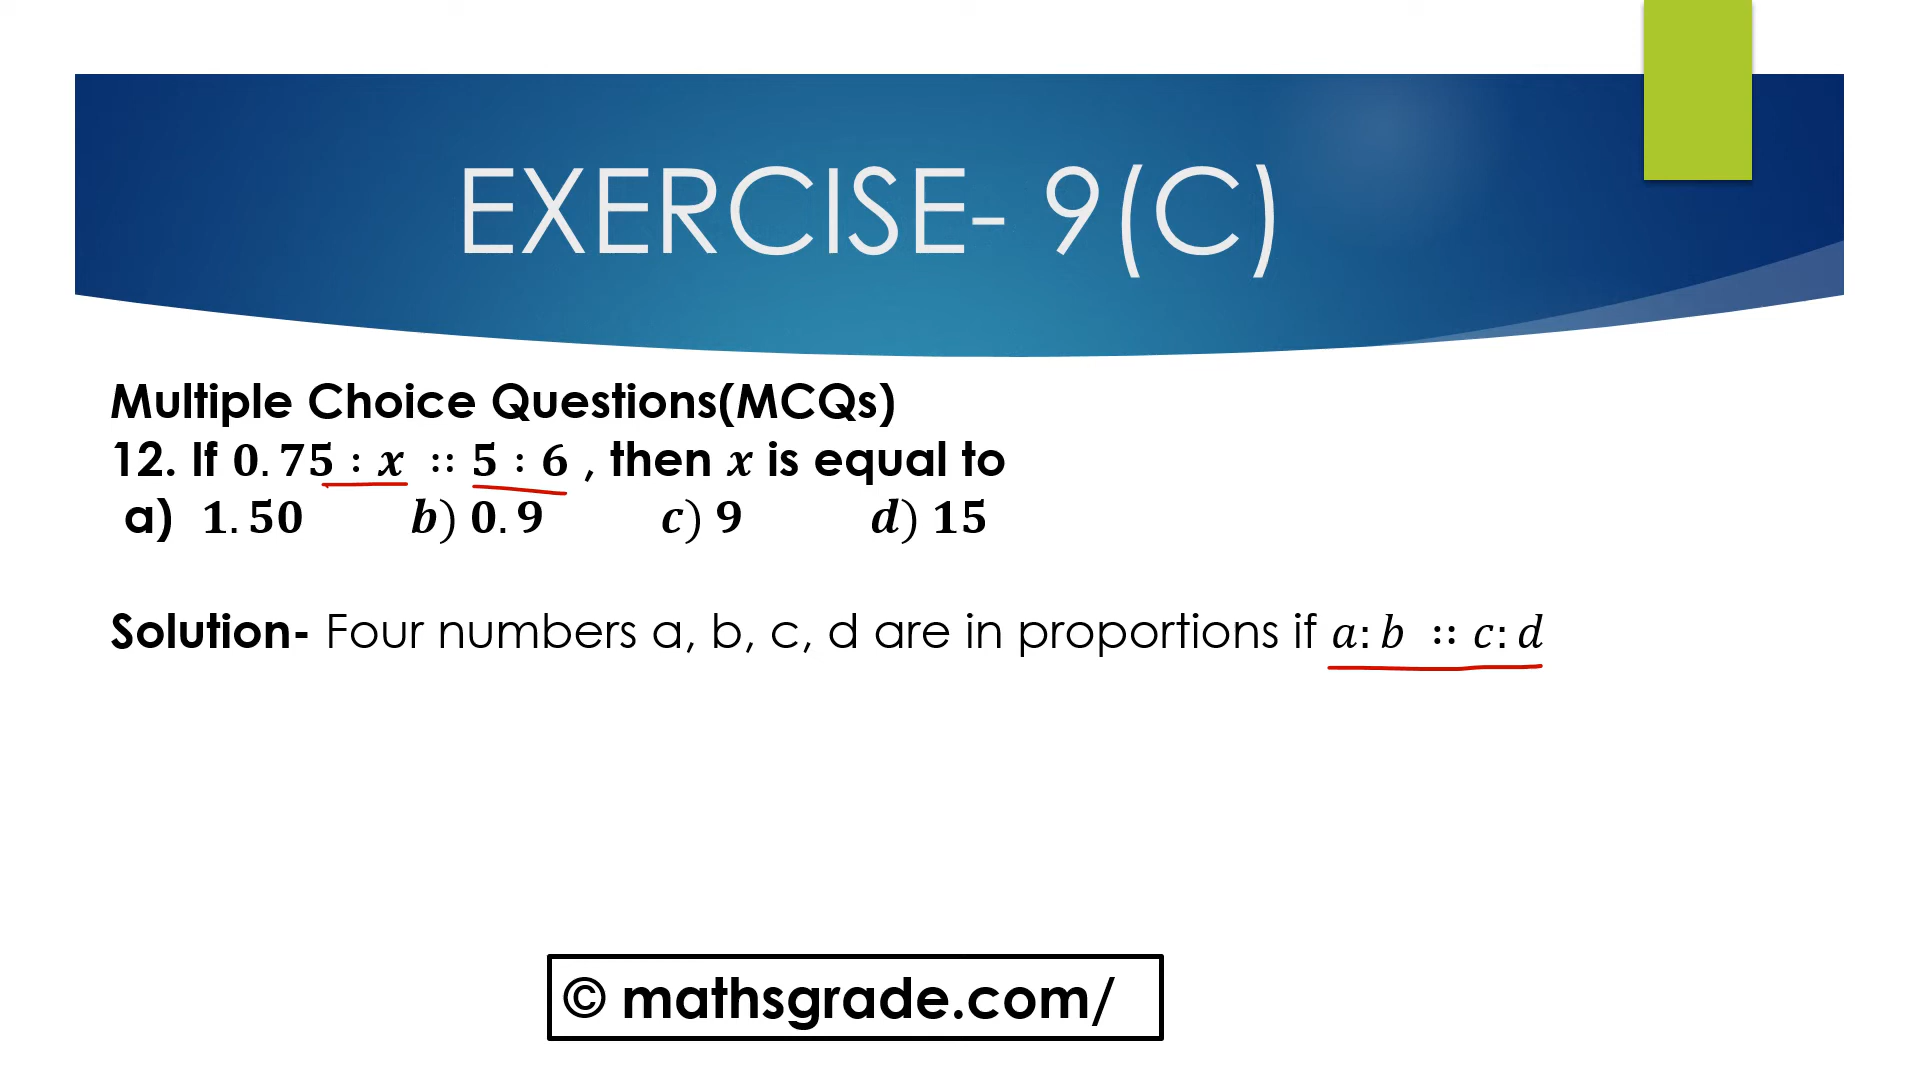 EXERCISE- 9(C)
Multiple Choice Questions(MCQs)
12. If 0.75 : x :: 5 : 6 , then x is equal to
a) 1.50 b) 0.9 c) 9 d) 15
Solution- Four numbers a, b, c, d are in proportions if a: b :: c: d
© mathsgrade.com/